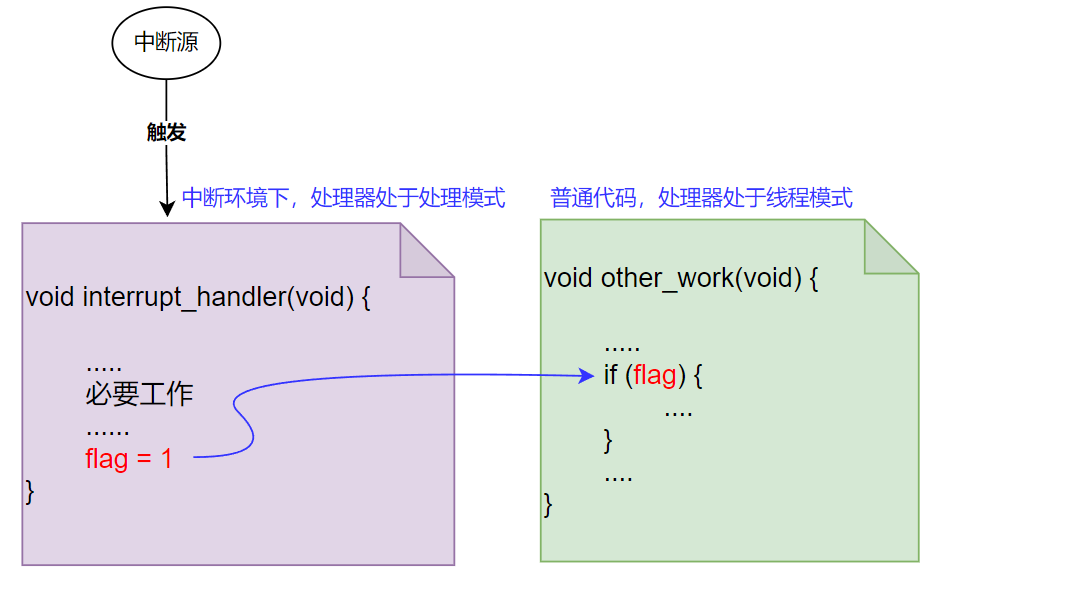 中断源
触发
中断环境下，处理器处于处理模式
普通代码，处理器处于线程模式
void interrupt_handler(void) {
.....
必要工作
......
flag = 1
}
void other_work(void) {
.....
if (flag) {
....
}
....
}